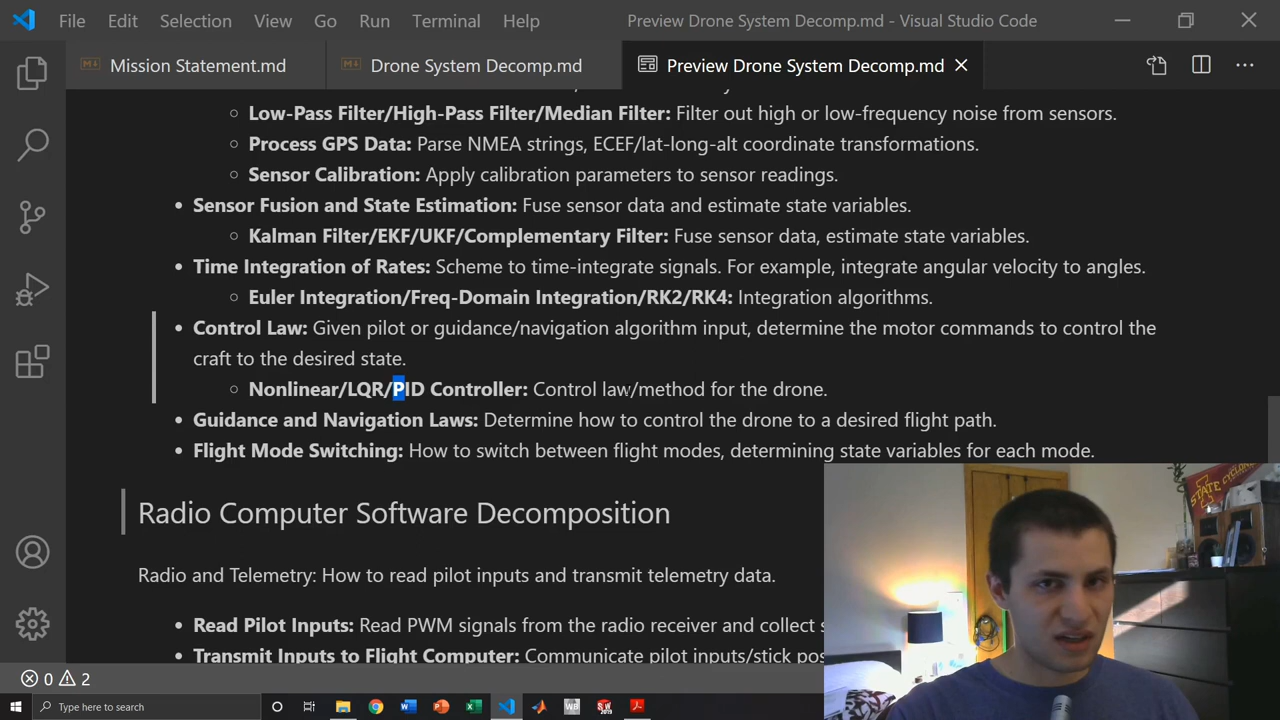 File Edit Selection View Go Run Terminal Help Preview Drone System Decomp.md - Visual Studio Code
Mission Statement.md Drone System Decomp.md Preview Drone System Decomp.md
Low-Pass Filter/High-Pass Filter/Median Filter: Filter out high or low-frequency noise from sensors.
Process GPS Data: Parse NMEA strings, ECEF/lat-long-alt coordinate transformations.
Sensor Calibration: Apply calibration parameters to sensor readings.
Sensor Fusion and State Estimation: Fuse sensor data and estimate state variables.
Kalman Filter/EKF/UKF/Complementary Filter: Fuse sensor data, estimate state variables.
Time Integration of Rates: Scheme to time-integrate signals. For example, integrate angular velocity to angles.
Euler Integration/Freq-Domain Integration/RK2/RK4: Integration algorithms.
Control Law: Given pilot or guidance/navigation algorithm input, determine the motor commands to control the
craft to the desired state.
Nonlinear/LQR/PID Controller: Control law/method for the drone.
Guidance and Navigation Laws: Determine how to control the drone to a desired flight path.
Flight Mode Switching: How to switch between flight modes, determining state variables for each mode.
Radio Computer Software Decomposition
Radio and Telemetry: How to read pilot inputs and transmit telemetry data.
Read Pilot Inputs: Read PWM signals from the radio receiver and collect
Transmit Inputs to Flight Computer: Communicate pilot inputs/stick
STATE
0 2
Type here to search